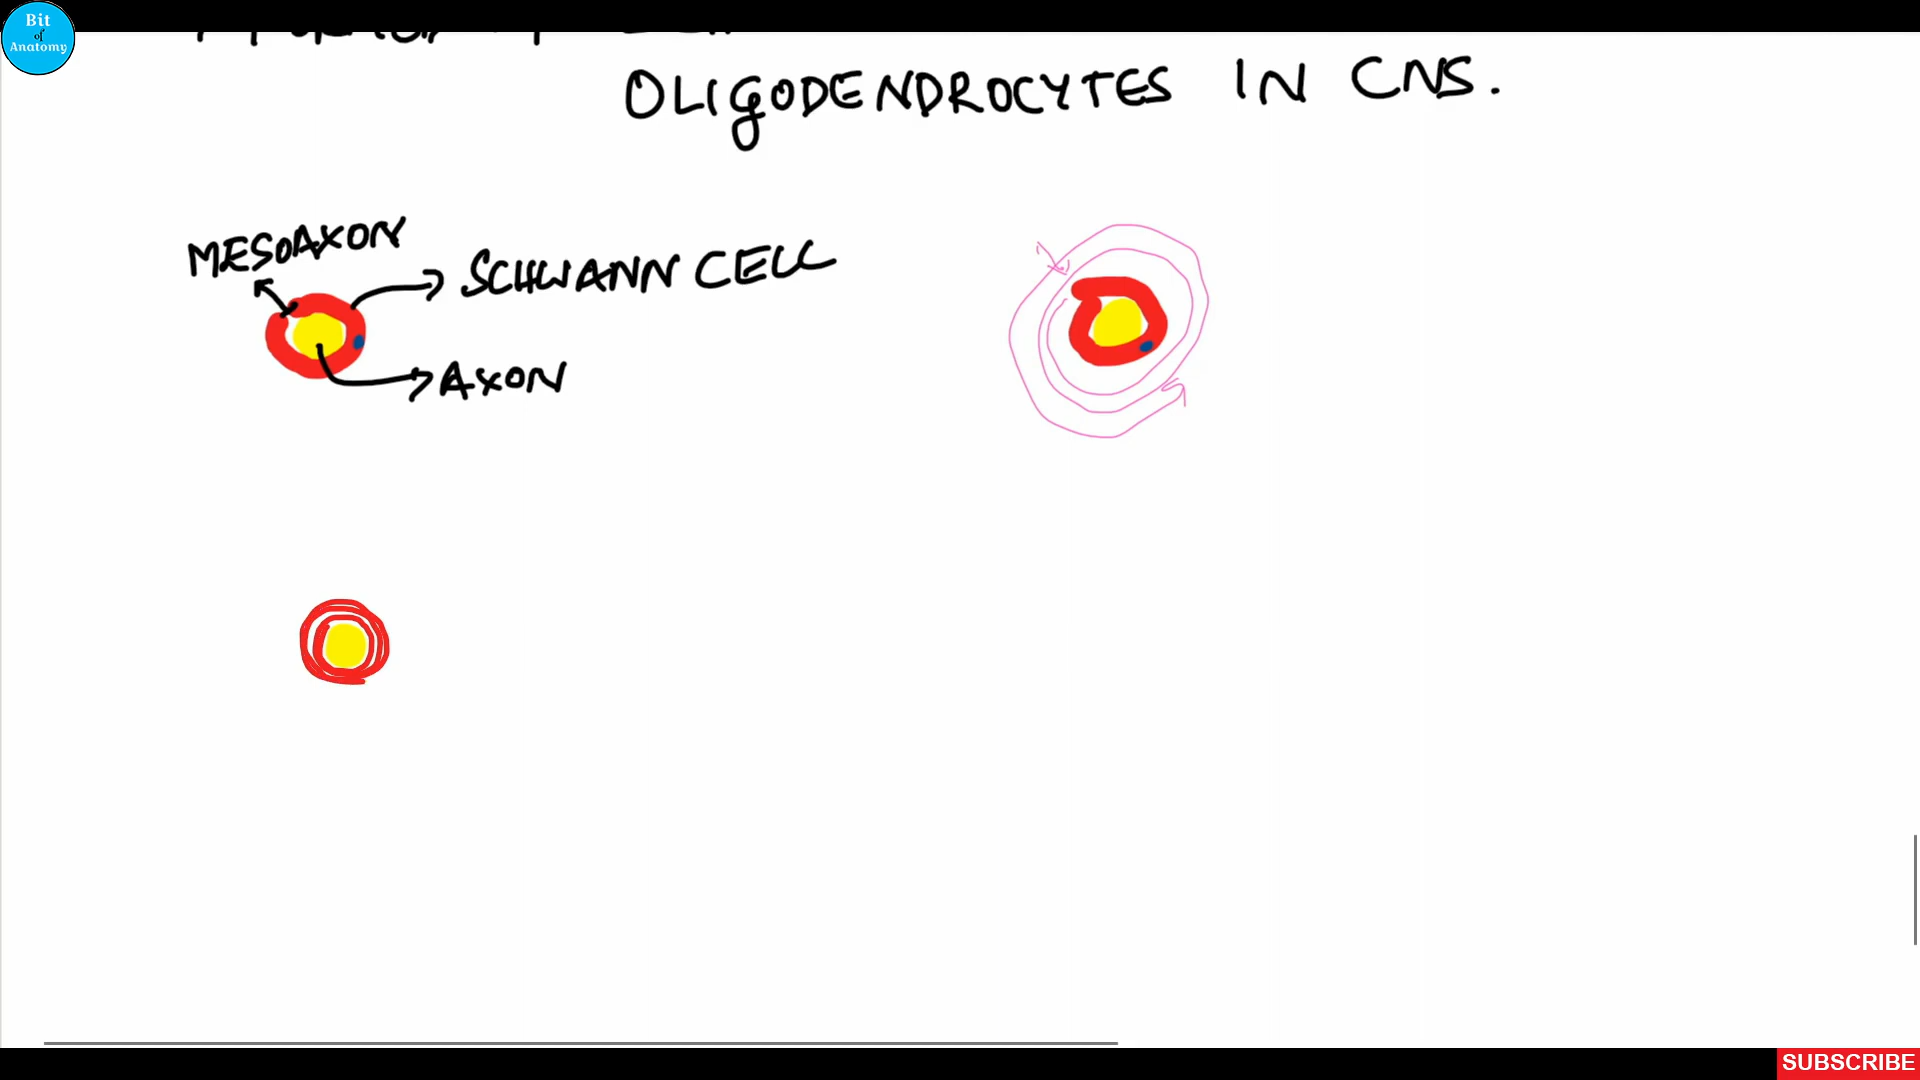 Bit
of
Anatomy
OLIGODENDROCYTES IN CNS.
MESOAXON
SCHWANN CELL
AXON
SUBSCRIBE